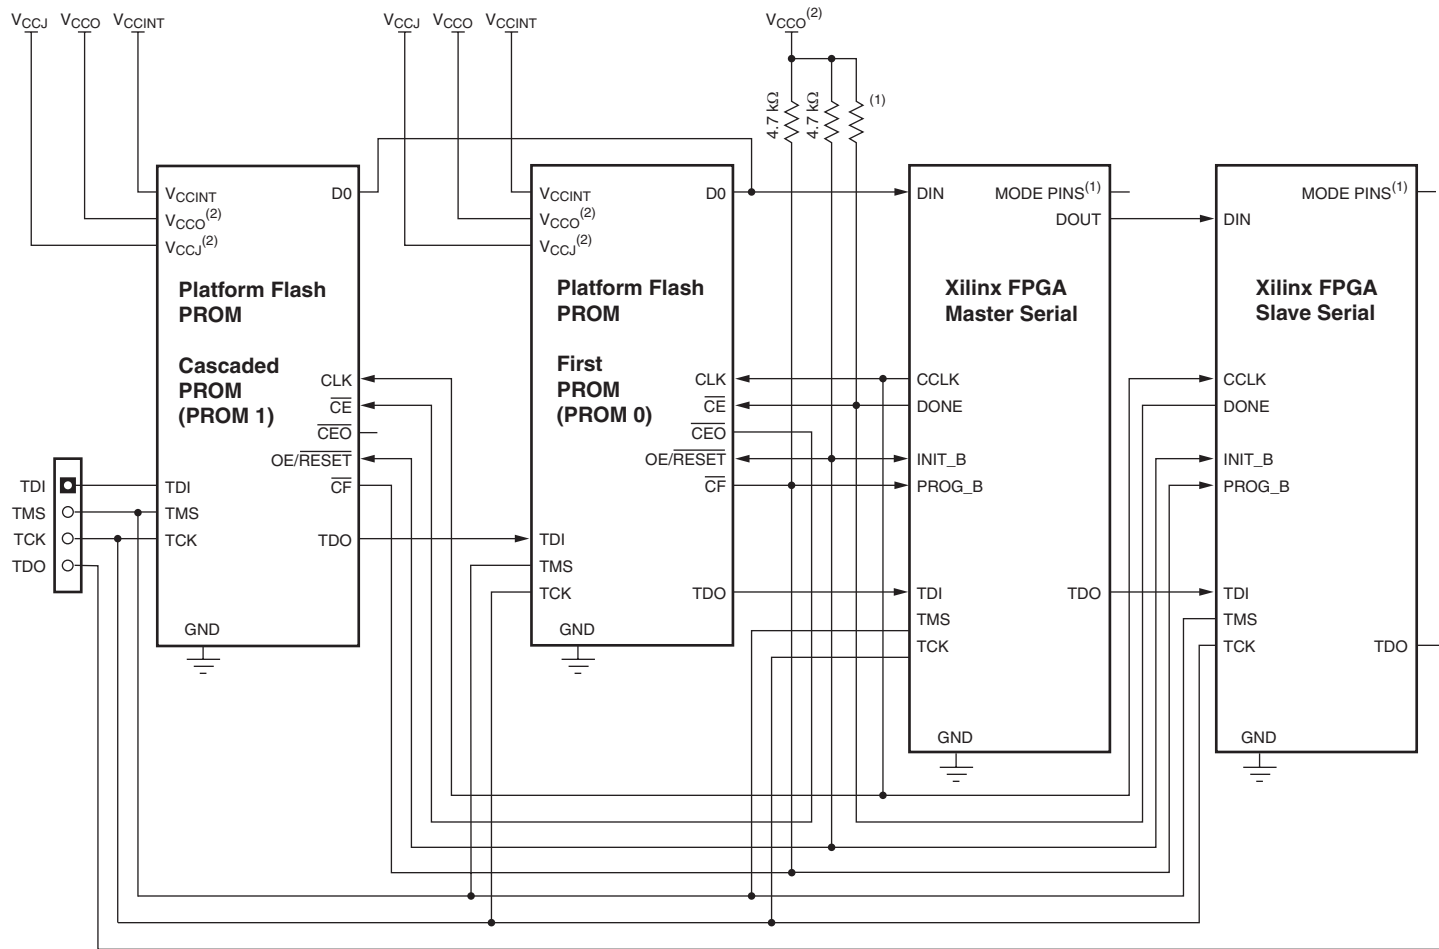 VCCJ VCCO VCCINT
VCCJ VCCO VCCINT
VCCO(2)
4.7 kΩ
4.7 kΩ
(1)
VCCINT
VCCO(2)
VCCJ(2)
D0
Platform Flash
PROM
Cascaded
PROM
(PROM 1)
CLK
CE
CEO
OE/RESET
CF
TDI
TMS
TCK
TDO
GND
TDI
TMS
TCK
TDO
VCCINT
VCCO(2)
VCCJ(2)
D0
Platform Flash
PROM
First
PROM
(PROM 0)
CLK
CE
CEO
OE/RESET
CF
TDI
TMS
TCK
TDO
GND
DIN
MODE PINS(1)
DOUT
Xilinx FPGA
Master Serial
CCLK
DONE
INIT_B
PROG_B
TDI
TMS
TCK
TDO
GND
MODE PINS(1)
DIN
Xilinx FPGA
Slave Serial
CCLK
DONE
INIT_B
PROG_B
TDI
TMS
TCK
TDO
GND